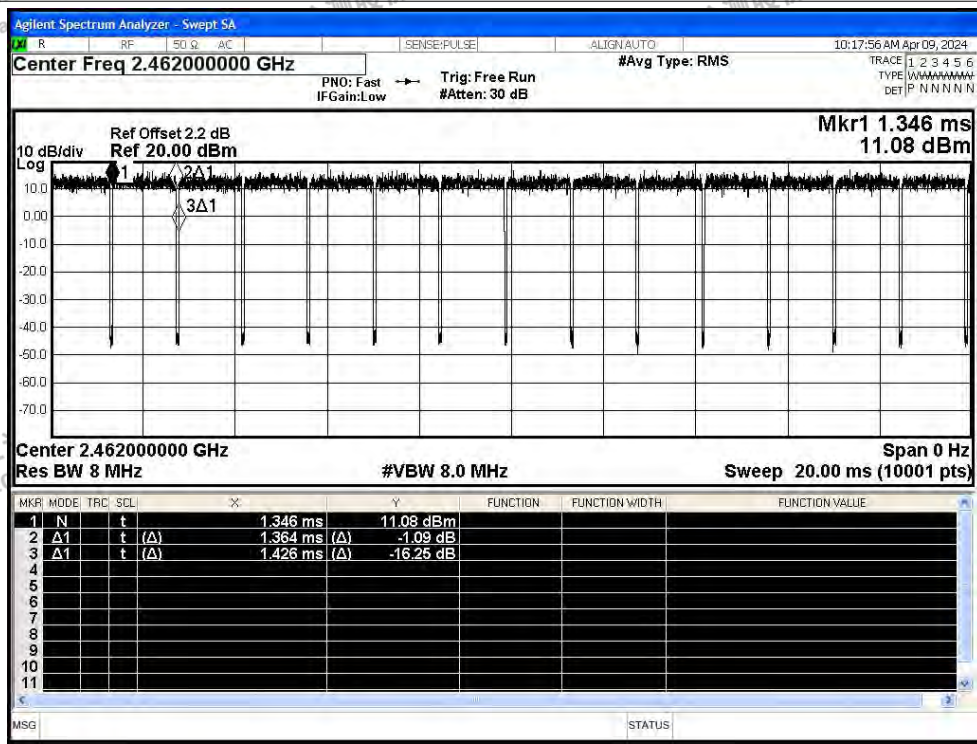 Agilent Spectrum Analyzer - Swept SA
R RF 50 Ω AC SENSE:PULSE ALIGN AUTO 10:17:56 AM Apr 09, 2024
Center Freq 2.462000000 GHz #Avg Type: RMS TRACE 1 2 3 4 5 6
PNO: Fast Trig: Free Run TYPE WWWWWW
IFGain:Low #Atten: 30 dB DET P N N N N N
Mkr1 1.346 ms
Ref Offset 2.2 dB
10 dB/div Ref 20.00 dBm 11.08 dBm
Log
1 2Δ1
10.0
3Δ1
0.00
-10.0
-20.0
-30.0
-40.0
-50.0
-60.0
-70.0
Center 2.462000000 GHz Span 0 Hz
Res BW 8 MHz #VBW 8.0 MHz Sweep 20.00 ms (10001 pts)
MKR MODE TRC SCL X Y FUNCTION FUNCTION WIDTH FUNCTION VALUE
1 N t 1.346 ms 11.08 dBm
2 Δ1 t (Δ) 1.364 ms (Δ) -1.09 dB
3 Δ1 t (Δ) 1.426 ms (Δ) -16.25 dB
4
5
6
7
8
9
10
11
MSG STATUS